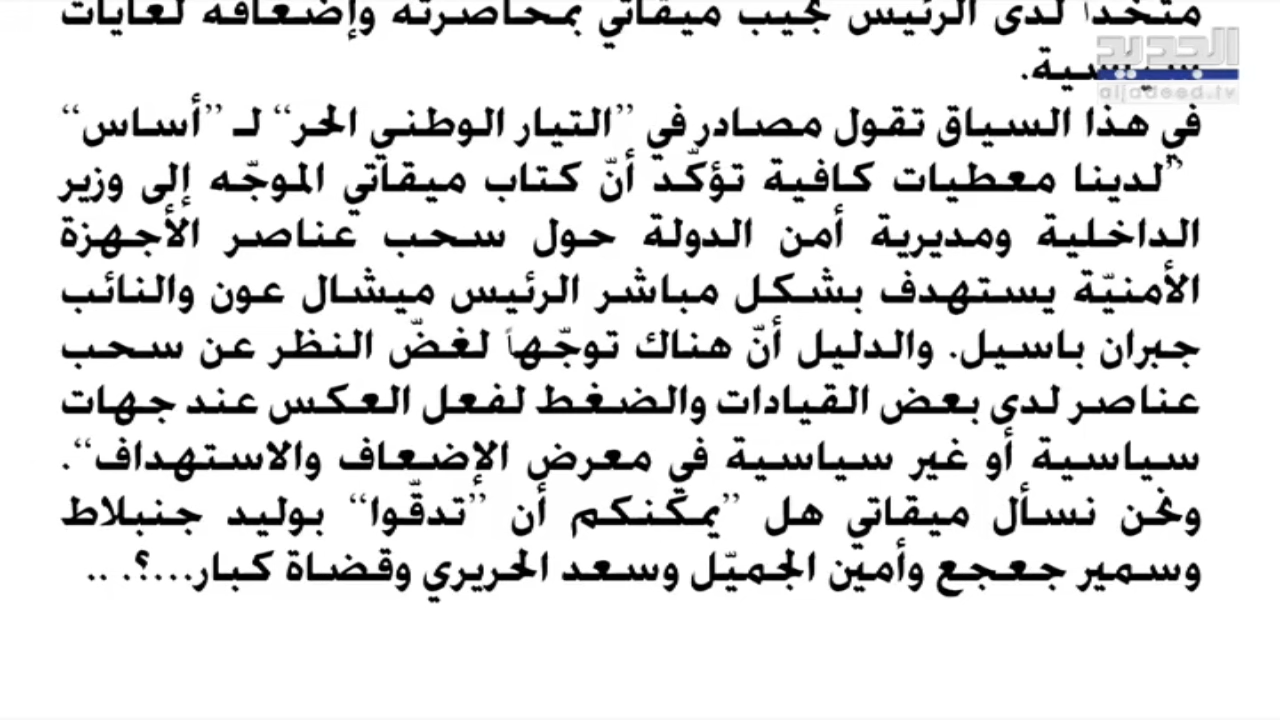 متخذاً لدى الرئيس نجيب ميقاتي بمحاصرته وإضعافه لغايات
سياسية.
الجديد
aljadeed.tv
في هذا السياق تقول مصادر في ”التيار الوطني الحر“ لـ ”أساس“
”لدينا معطيات كافية تؤكّد أنّ كتاب ميقاتي الموجّه إلى وزير
الداخلية ومديرية أمن الدولة حول سحب عناصر الأجهزة
الأمنيّة يستهدف بشكل مباشر الرئيس ميشال عون والنائب
جبران باسيل. والدليل أنّ هناك توجّهاً لغضّ النظر عن سحب
عناصر لدى بعض القيادات والضغط لفعل العكس عند جهات
سياسية أو غير سياسية في معرض الإضعاف والاستهداف“.
ونحن نسأل ميقاتي هل ”يمكنكم أن ”تدقّوا“ بوليد جنبلاط
وسمير جعجع وأمين الجميّل وسعد الحريري وقضاة كبار...؟. ..